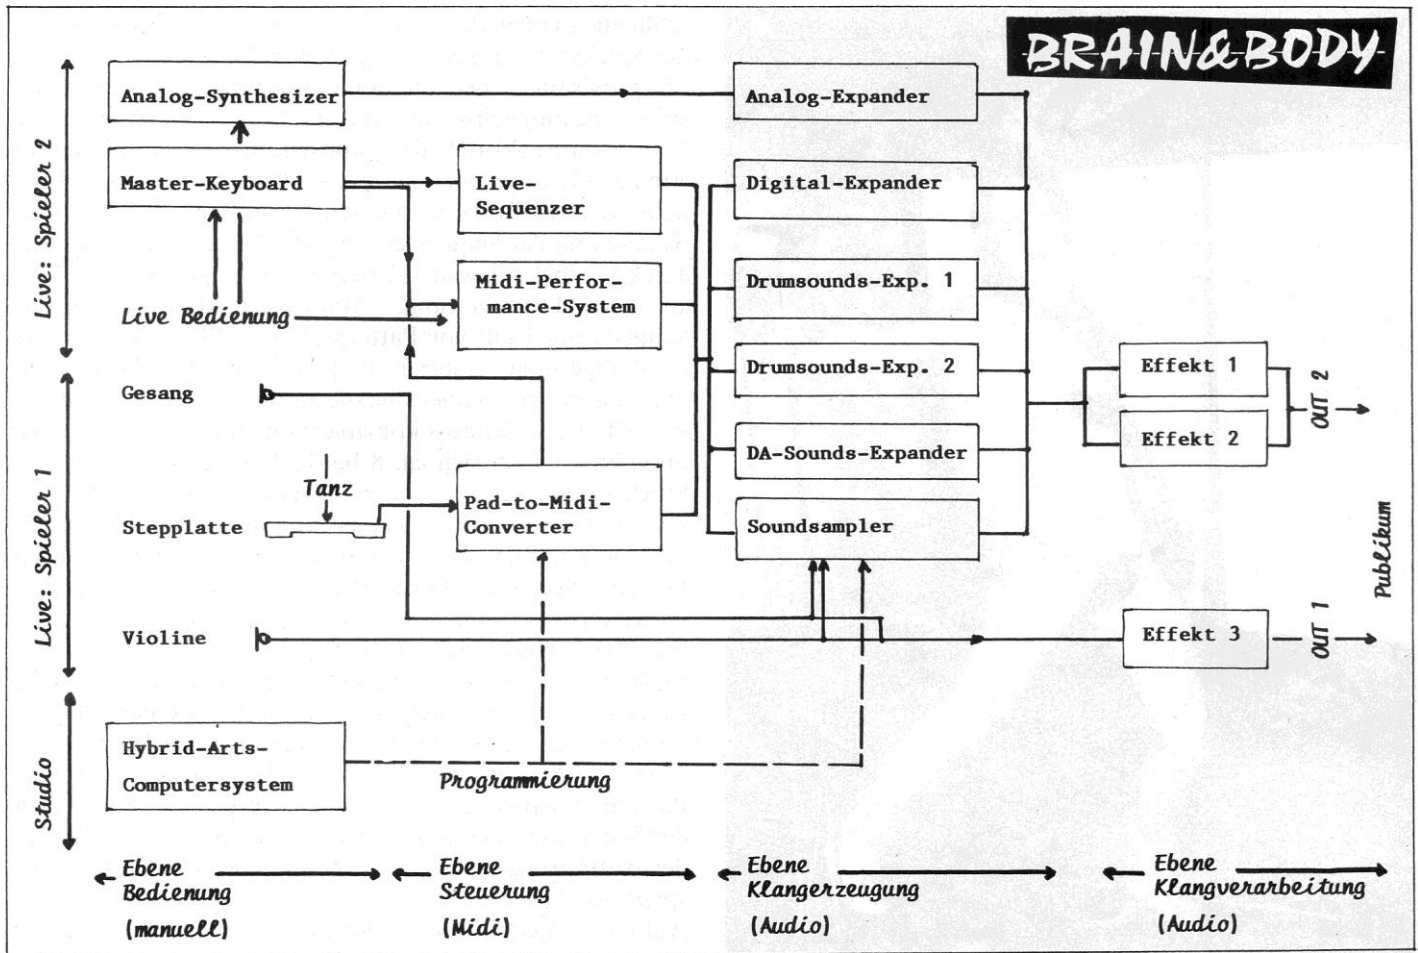 BRAIN&BODY
Live: Spieler 2
Analog-Synthesizer
Analog-Expander
Master-Keyboard
Live-
Sequenzer
Digital-Expander
Midi-Perfor-
mance-System
Drumsounds-Exp. 1
Live Bedienung
Drumsounds-Exp. 2
Effekt 1
Effekt 2
OUT 2
Live: Spieler 1
Gesang
DA-Sounds-Expander
Tanz
Stepplatte
Pad-to-Midi-
Converter
Soundsampler
Publikum
Violine
Effekt 3
OUT 1
Studio
Hybrid-Arts-
Computersystem
Programmierung
Ebene
Bedienung
(manuell)
Ebene
Steuerung
(Midi)
Ebene
Klangerzeugung
(Audio)
Ebene
Klangverarbeitung
(Audio)